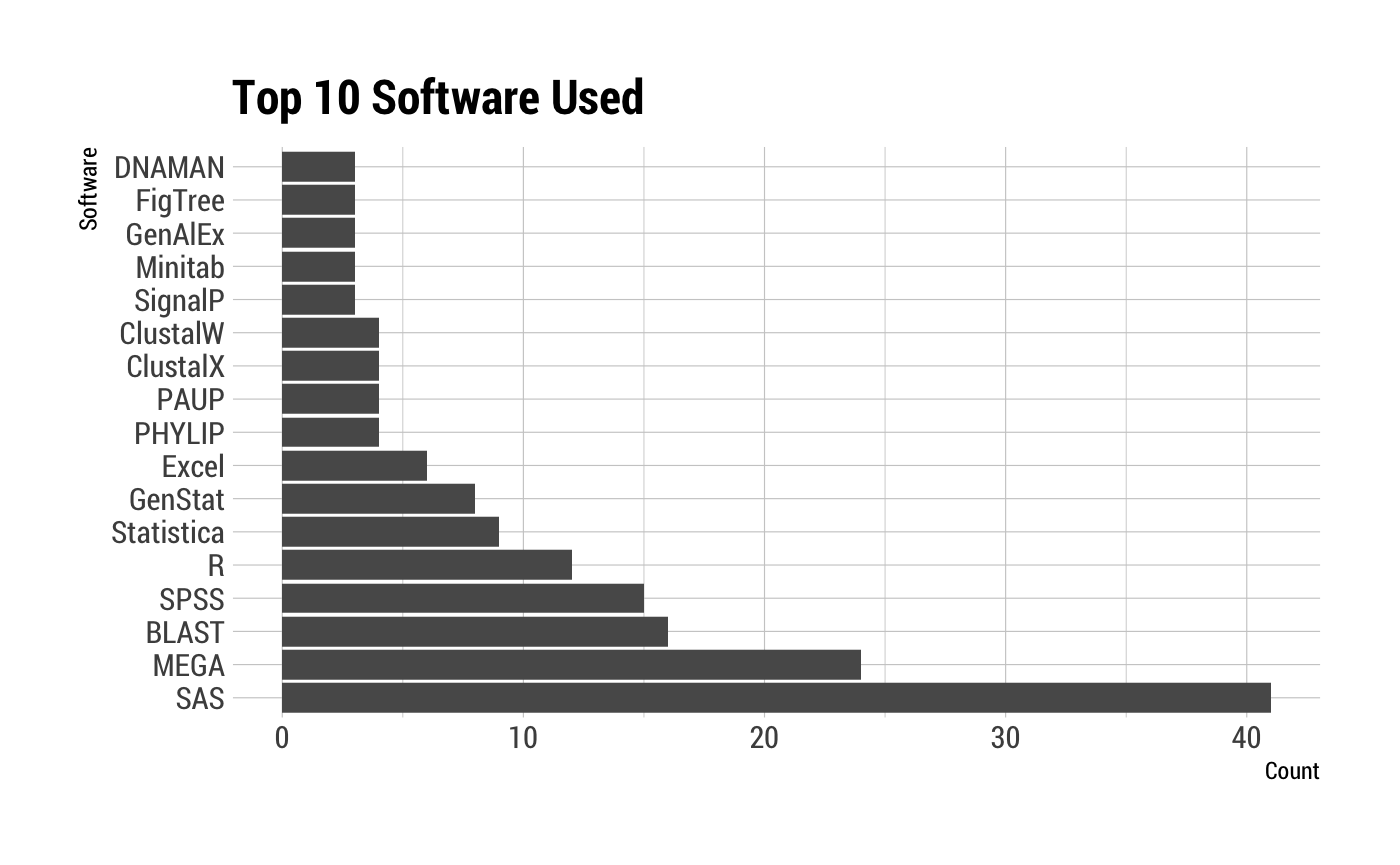 Top 10 Software Used
Software
DNAMAN
FigTree
GenAlEx
Minitab
SignalP
ClustalW
ClustalX
PAUP
PHYLIP
Excel
GenStat
Statistica
R
SPSS
BLAST
MEGA
SAS
0 10 20 30 40
Count